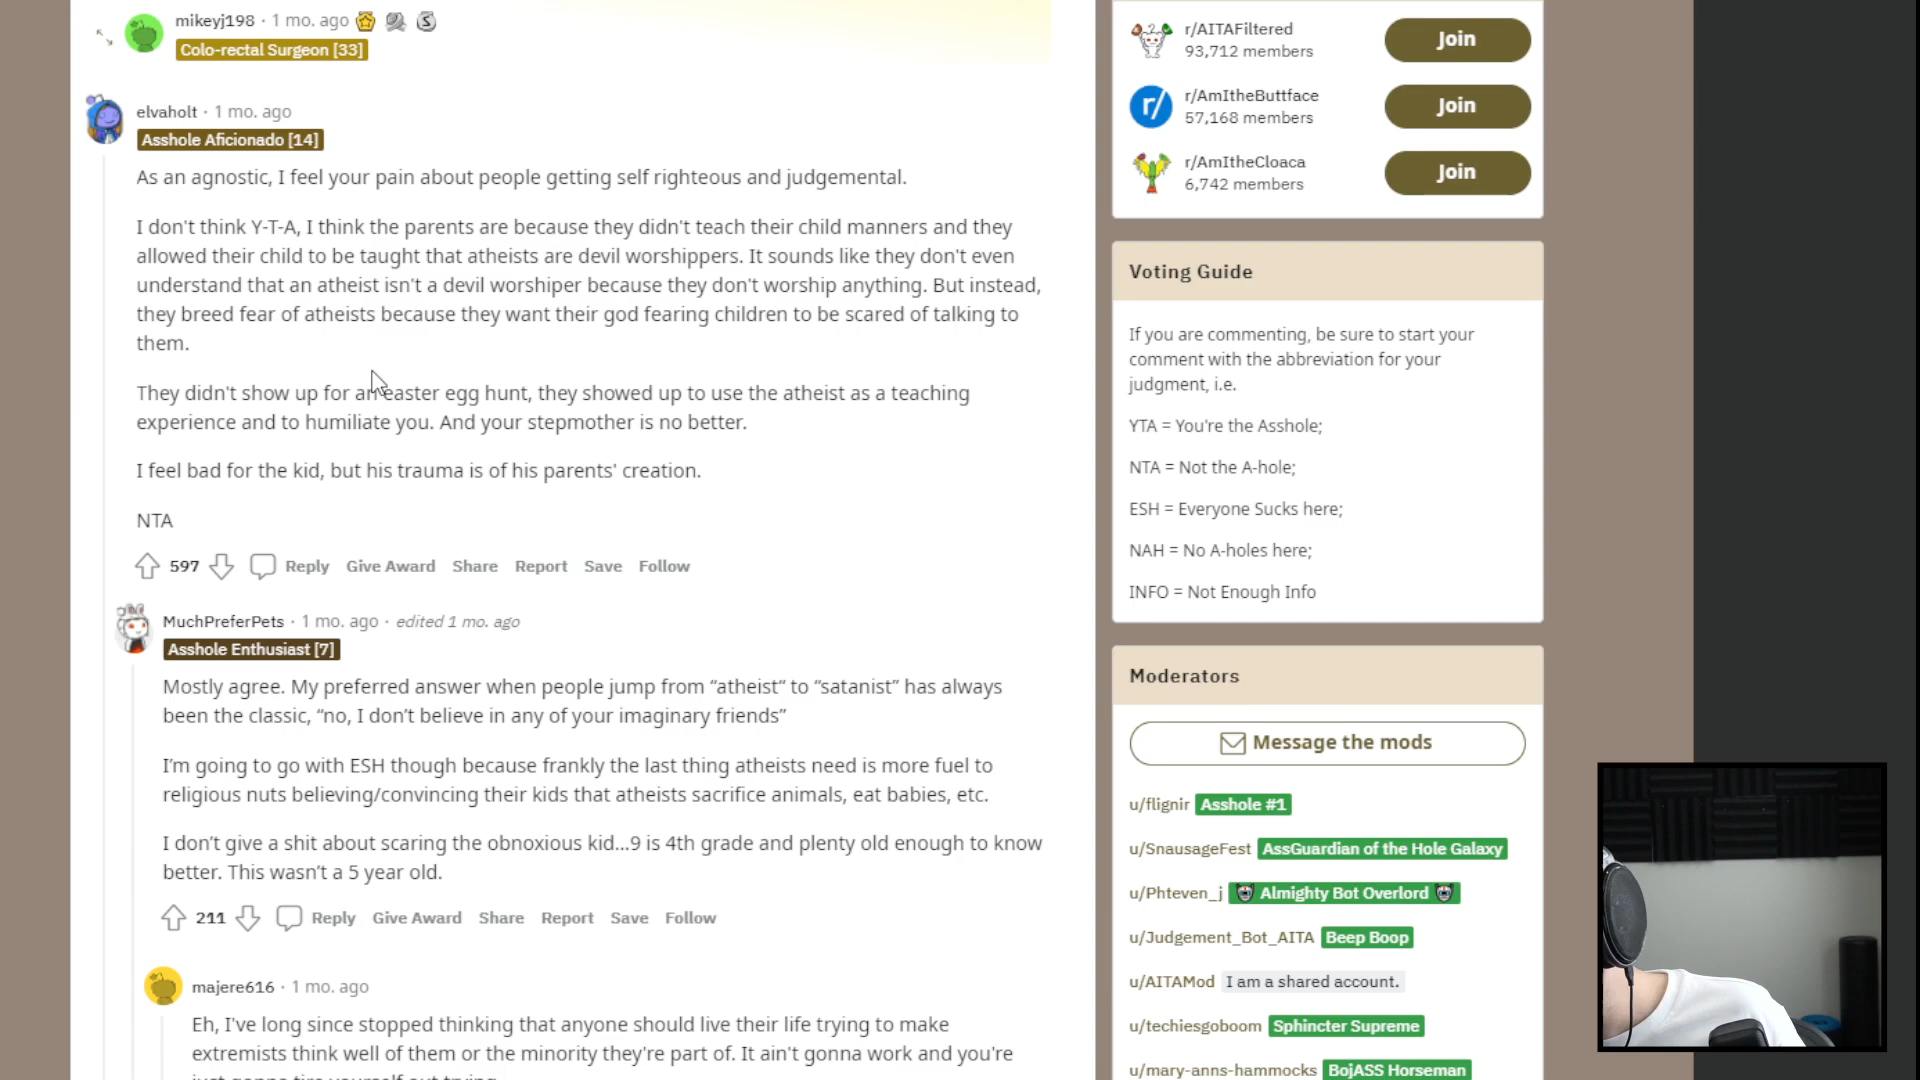 mikeyj198 · 1 mo. ago
Colo-rectal Surgeon [33]
elvaholt · 1 mo. ago
Asshole Aficionado [14]
As an agnostic, I feel your pain about people getting self righteous and judgemental.
I don't think Y-T-A, I think the parents are because they didn't teach their child manners and they
allowed their child to be taught that atheists are devil worshippers. It sounds like they don't even
understand that an atheist isn't a devil worshiper because they don't worship anything. But instead,
they breed fear of atheists because they want their god fearing children to be scared of talking to
them.
They didn't show up for an easter egg hunt, they showed up to use the atheist as a teaching
experience and to humiliate you. And your stepmother is no better.
I feel bad for the kid, but his trauma is of his parents' creation.
NTA
597 Reply Give Award Share Report Save Follow
MuchPreferPets · 1 mo. ago · edited 1 mo. ago
Asshole Enthusiast [7]
Mostly agree. My preferred answer when people jump from “atheist“ to “satanist” has always
been the classic, “no, I don’t believe in any of your imaginary friends”
I’m going to go with ESH though because frankly the last thing atheists need is more fuel to
religious nuts believing/convincing their kids that atheists sacrifice animals, eat babies, etc.
I don’t give a shit about scaring the obnoxious kid...9 is 4th grade and plenty old enough to know
better. This wasn’t a 5 year old.
211 Reply Give Award Share Report Save Follow
majere616 · 1 mo. ago
Eh, I've long since stopped thinking that anyone should live their life trying to make
extremists think well of them or the minority they're part of. It ain't gonna work and you're
just gonna tire yourself out trying.
r/AITAFiltered
93,712 members
Join
r/AmItheButtface
57,168 members
Join
r/AmItheCloaca
6,742 members
Join
Voting Guide
If you are commenting, be sure to start your
comment with the abbreviation for your
judgment, i.e.
YTA = You're the Asshole;
NTA = Not the A-hole;
ESH = Everyone Sucks here;
NAH = No A-holes here;
INFO = Not Enough Info
Moderators
Message the mods
u/flignir Asshole #1
u/SnausageFest AssGuardian of the Hole Galaxy
u/Phteven_j Almighty Bot Overlord
u/Judgement_Bot_AITA Beep Boop
u/AITAMod I am a shared account.
u/techiesgoboom Sphincter Supreme
u/mary-anns-hammocks BojASS Horseman